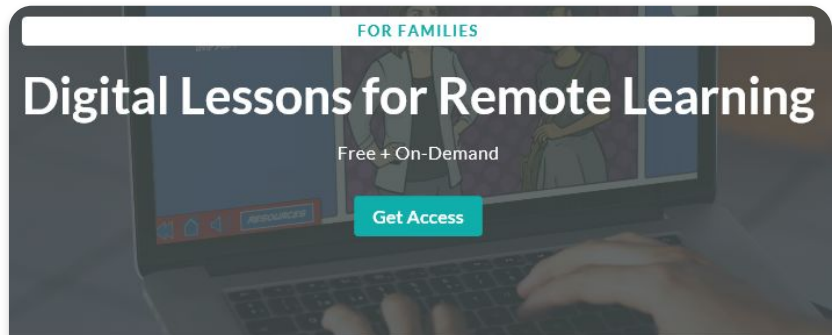 FOR FAMILIES
Digital Lessons for Remote Learning
Free + On-Demand
Get Access
RESOURCES